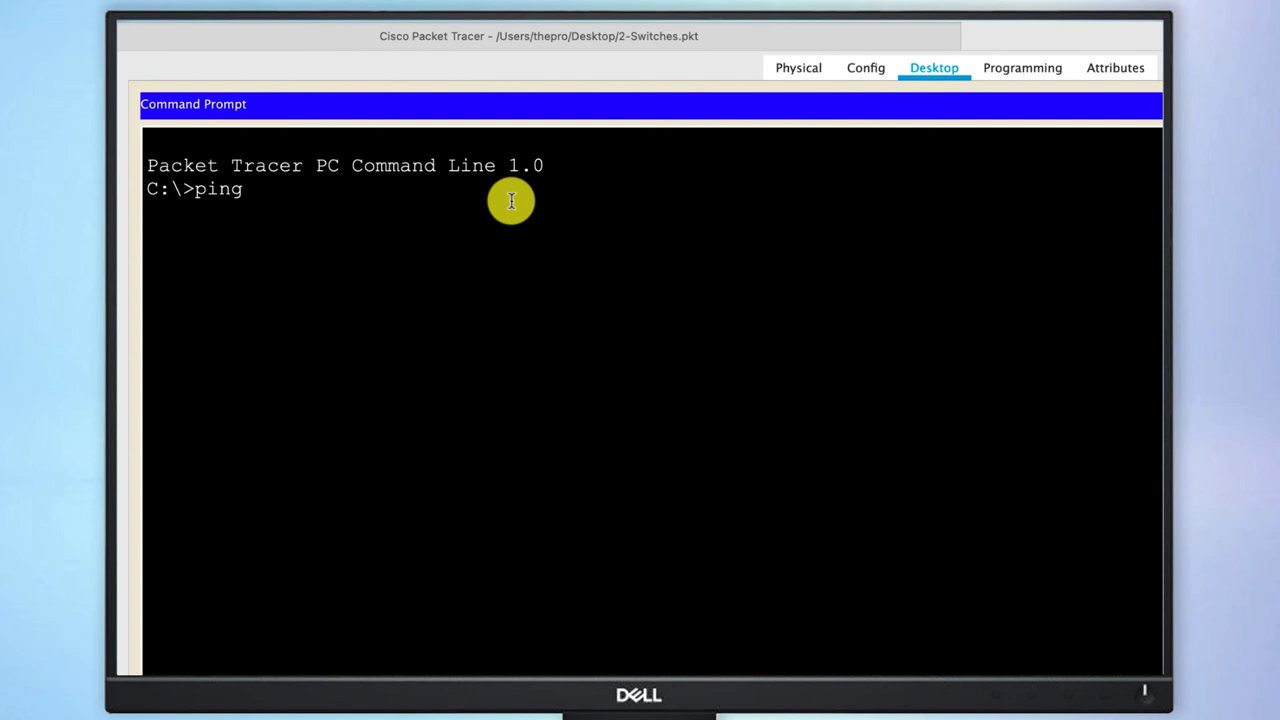 Cisco Packet Tracer - /Users/thepro/Desktop/2-Switches.pkt
Physical Config Desktop Programming Attributes
Command Prompt
Packet Tracer PC Command Line 1.0
C:\>ping
DELL